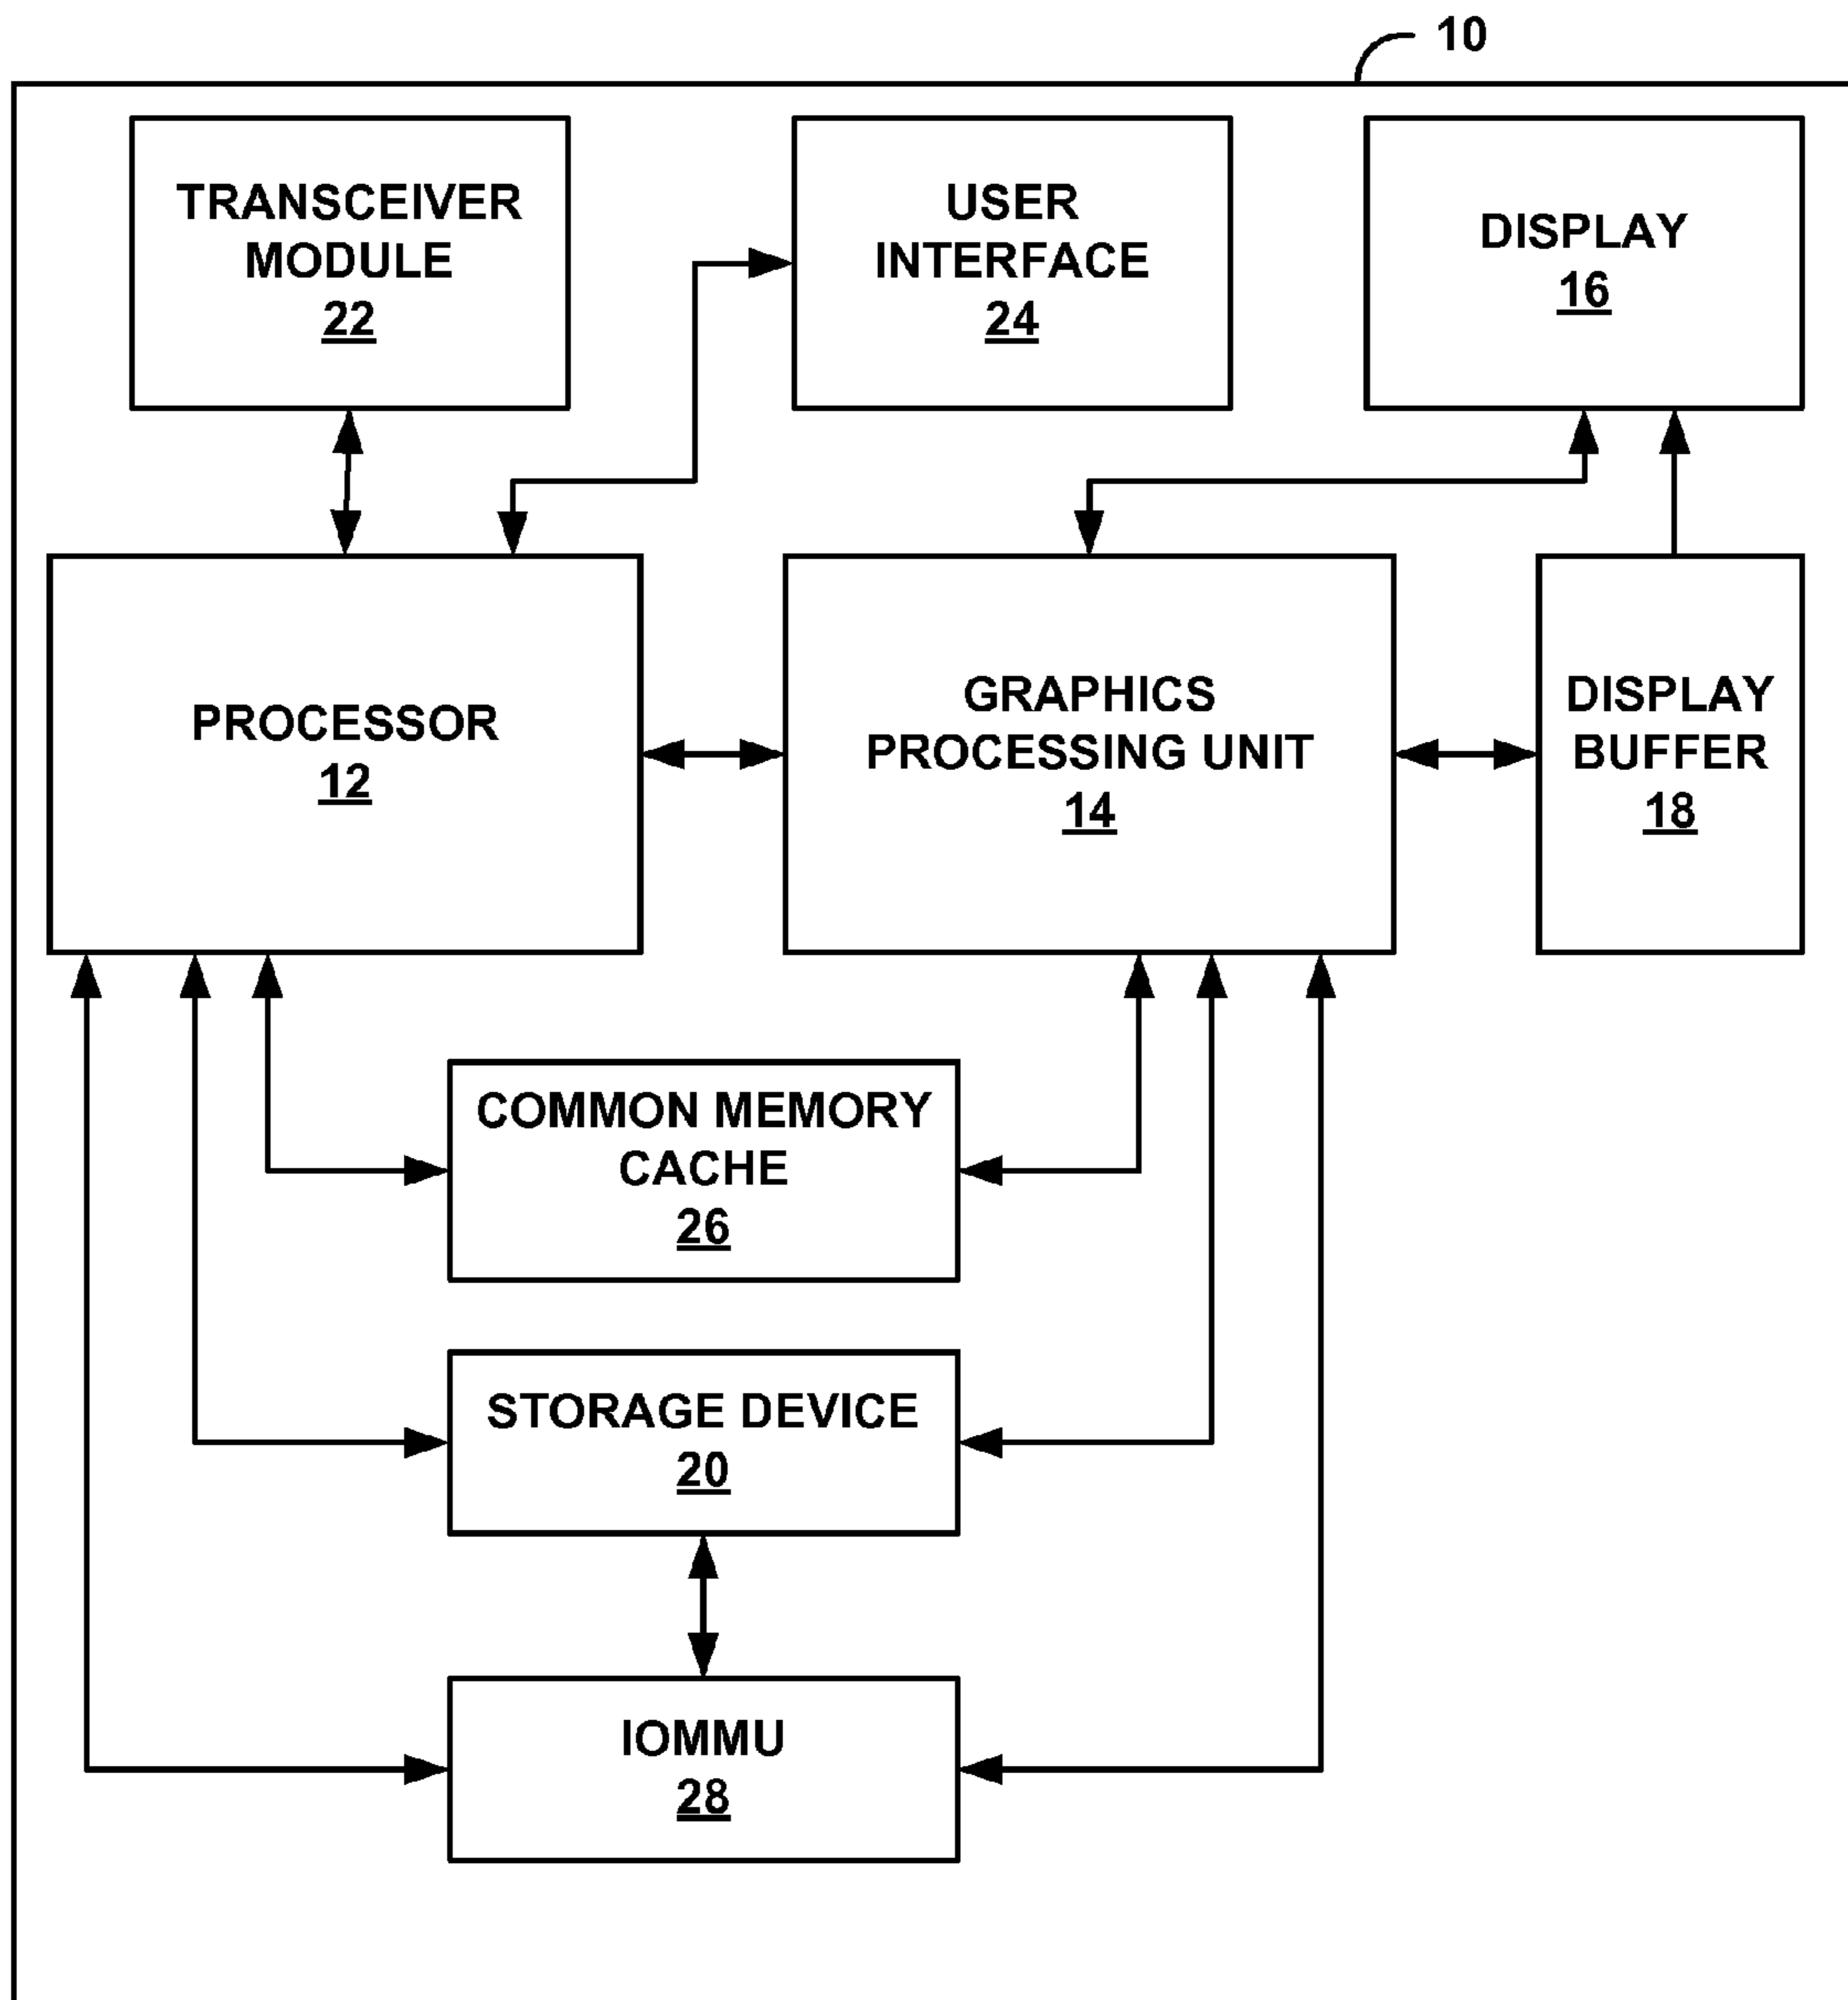 10
TRANSCEIVER
MODULE
22
USER
INTERFACE
24
DISPLAY
16
PROCESSOR
12
GRAPHICS
PROCESSING UNIT
14
DISPLAY
BUFFER
18
COMMON MEMORY
CACHE
26
STORAGE DEVICE
20
IOMMU
28